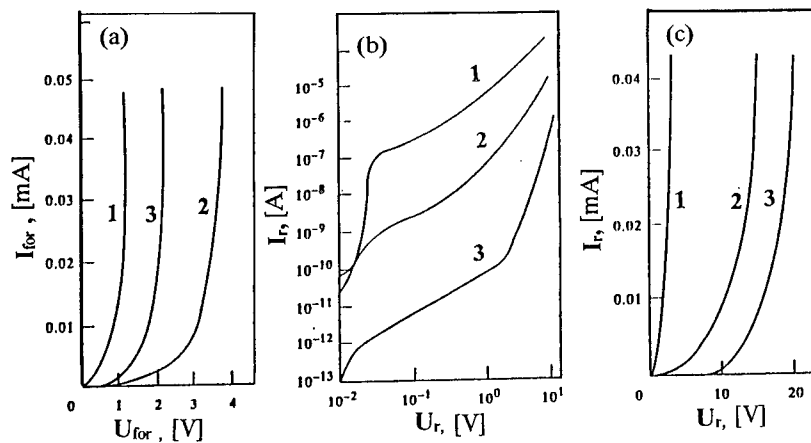 (a)
I_for, [mA]
0.05
0.04
0.03
0.02
0.01
0 1 2 3 4
U_for, [V]
1 3 2
(b)
I_r, [A]
10^-5
10^-6
10^-7
10^-8
10^-9
10^-10
10^-11
10^-12
10^-13
10^-2 10^-1 10^0 10^1
U_r, [V]
1
2
3
(c)
I_r, [mA]
0.04
0.03
0.02
0.01
0 10 20
U_r, [V]
1 2 3